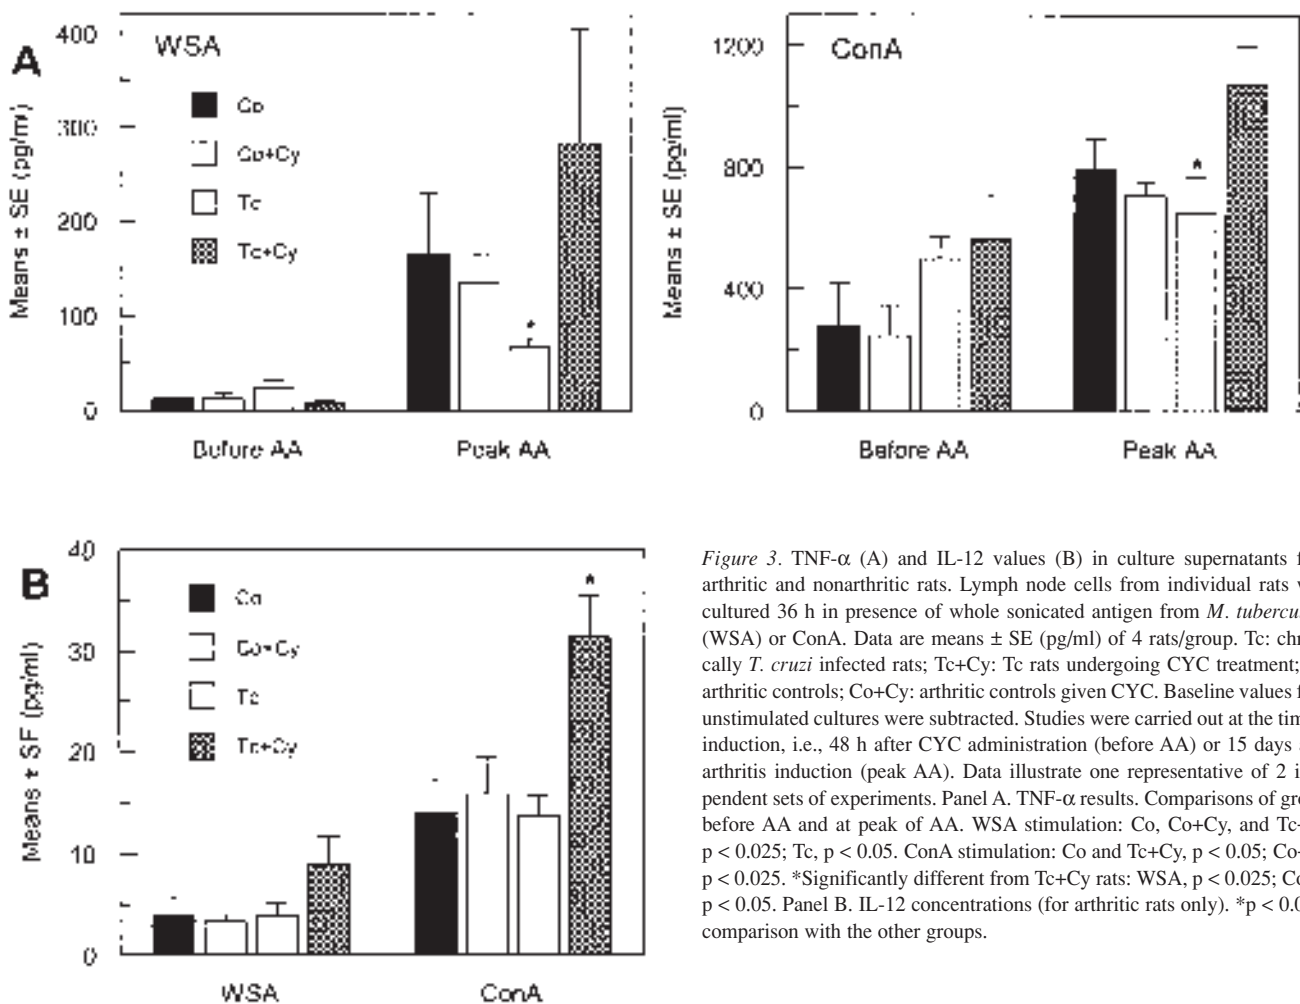 A
WSA
400
300
200
100
0
Means ± SE (pg/ml)
Co
Co+Cy
Tc
Tc+Cy
*
Before AA
Peak AA
ConA
1200
800
400
0
Means ± SE (pg/ml)
*
Before AA
Peak AA
B
40
30
20
10
0
Means ± SE (pg/ml)
Co
Co+Cy
Tc
Tc+Cy
*
WSA
ConA
Figure 3. TNF-α (A) and IL-12 values (B) in culture supernatants
arthritic and nonarthritic rats. Lymph node cells from individual rats
cultured 36 h in presence of whole sonicated antigen from M.
(WSA) or ConA. Data are means ± SE (pg/ml) of 4 rats/group. Tc:
cally T. cruzi infected rats; Tc+Cy: Tc rats undergoing CYC treatment;
arthritic controls; Co+Cy: arthritic controls given CYC. Baseline values
unstimulated cultures were subtracted. Studies were carried out at the
induction, i.e., 48 h after CYC administration (before AA) or 15 days
arthritis induction (peak AA). Data illustrate one representative of 2
pendent sets of experiments. Panel A. TNF-α results. Comparisons of
before AA and at peak of AA. WSA stimulation: Co, Co+Cy, and
p < 0.025; Tc, p < 0.05. ConA stimulation: Co and Tc+Cy, p < 0.05;
p < 0.025. *Significantly different from Tc+Cy rats: WSA, p < 0.025;
p < 0.05. Panel B. IL-12 concentrations (for arthritic rats only). *p <
comparison with the other groups.